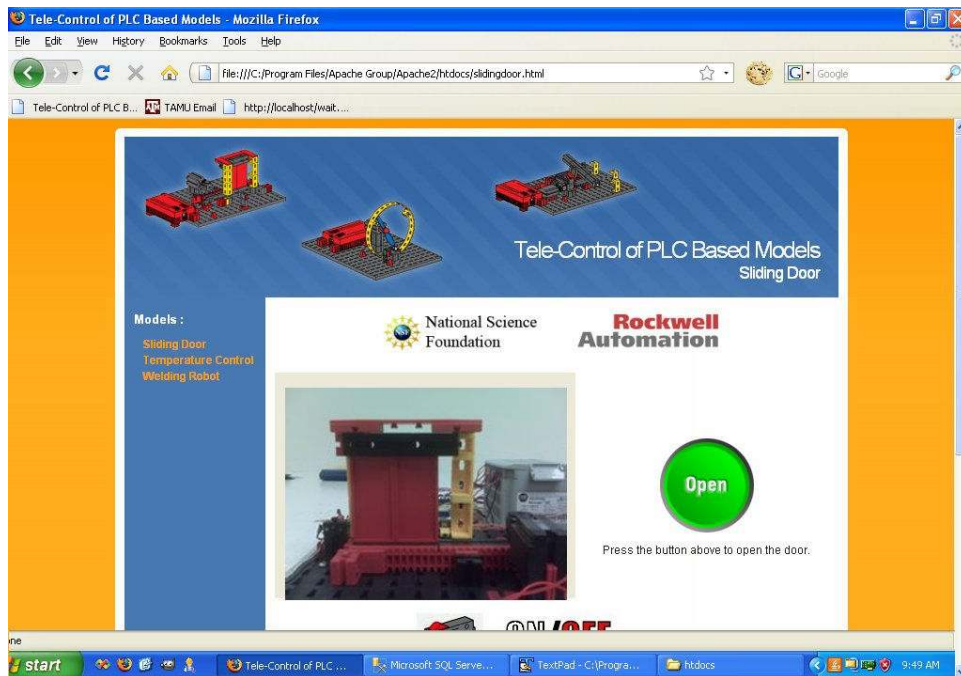 Tele-Control of PLC Based Models - Mozilla Firefox
File Edit View History Bookmarks Tools Help
file:///C:/Program Files/Apache Group/Apache2/htdocs/slidingdoor.html
G Google
Tele-Control of PLC B... TAMU Email http://localhost/wait....
Tele-Control of PLC Based Models
Sliding Door
Models :
Sliding Door
Temperature Control
Welding Robot
NSF
National Science
Foundation
Rockwell
Automation
Open
Press the button above to open the door.
ON/OFF
one
start Tele-Control of PLC ... Microsoft SQL Serve... TextPad - C:\Progra... htdocs 9:49 AM